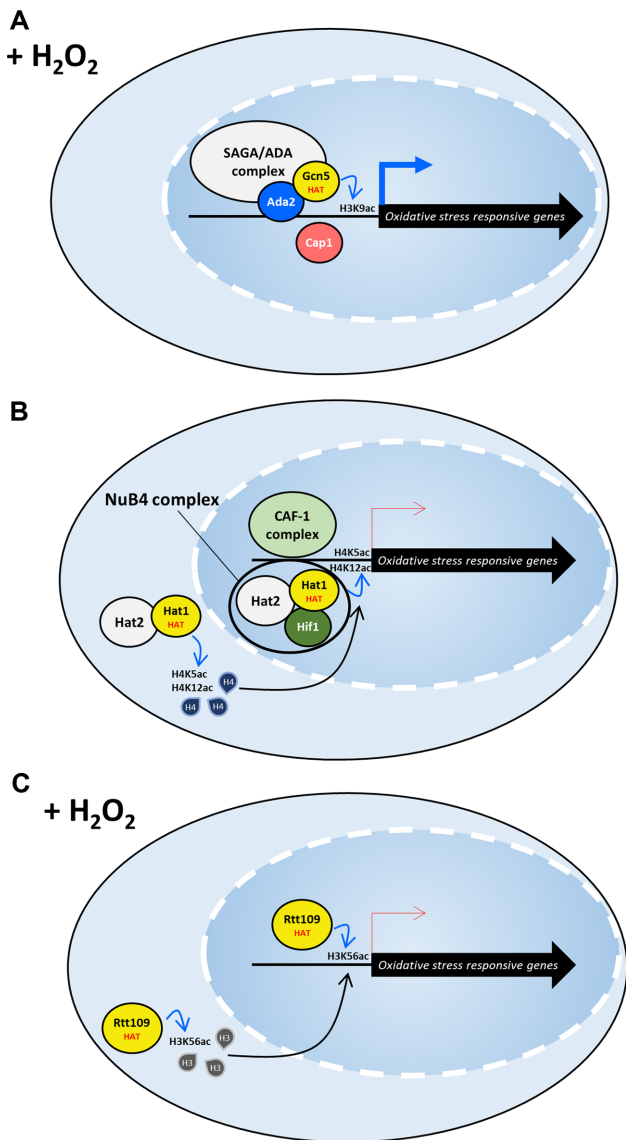 A
+ H₂O₂
SAGA/ADA
complex
Gcn5
HAT
Ada2
H3K9ac
Cap1
Oxidative stress responsive genes
B
NuB4 complex
CAF-1
complex
H4K5ac
H4K12ac
Oxidative stress responsive genes
Hat2
Hat1
HAT
Hif1
Hat2
Hat1
HAT
H4K5ac
H4K12ac
H4
H4
H4
C
+ H₂O₂
Rtt109
HAT
H3K56ac
Oxidative stress responsive genes
Rtt109
HAT
H3K56ac
H3
H3
H3